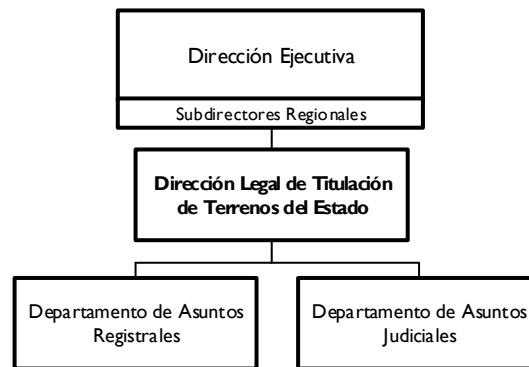 Dirección Ejecutiva
Subdirectores Regionales
Dirección Legal de Titulación
de Terrenos del Estado
Departamento de Asuntos
Registrales
Departamento de Asuntos
Judiciales